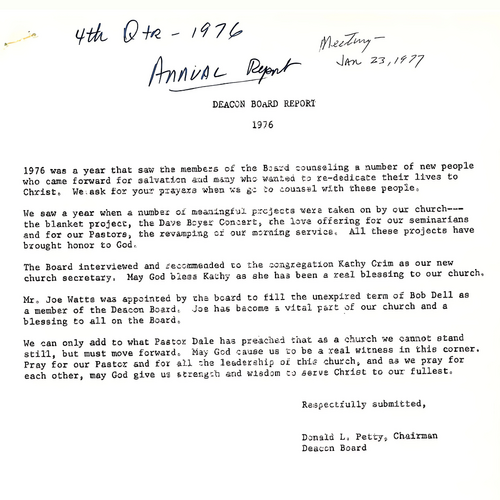 4th Qtr - 1976
Meeting-
Jan 23, 1977
Annual Report
DEACON BOARD REPORT
1976
1976 was a year that saw the members of the Board counseling a number of new people
who came forward for salvation and many who wanted to re-dedicate their lives to
Christ. We ask for your prayers when we go to counsel with these people.
We saw a year when a number of meaningful projects were taken on by our church---
the blanket project, the Dave Boyer Concert, the love offering for our seminarians
and for our Pastors, the revamping of our morning service. All these projects have
brought honor to God.
The Board interviewed and recommended to the congregation Kathy Crim as our new
church secretary. May God bless Kathy as she has been a real blessing to our church.
Mr. Joe Watts was appointed by the board to fill the unexpired term of Bob Dell as
a member of the Deacon Board. Joe has become a vital part of our church and a
blessing to all on the Board.
We can only add to what Pastor Dale has preached that as a church we cannot stand
still, but must move forward. May God cause us to be a real witness in this corner.
Pray for our Pastor and for all the leadership of this church, and as we pray for
each other, may God give us strength and wisdom to serve Christ to our fullest.
Respectfully submitted,
Donald L. Petty, Chairman
Deacon Board